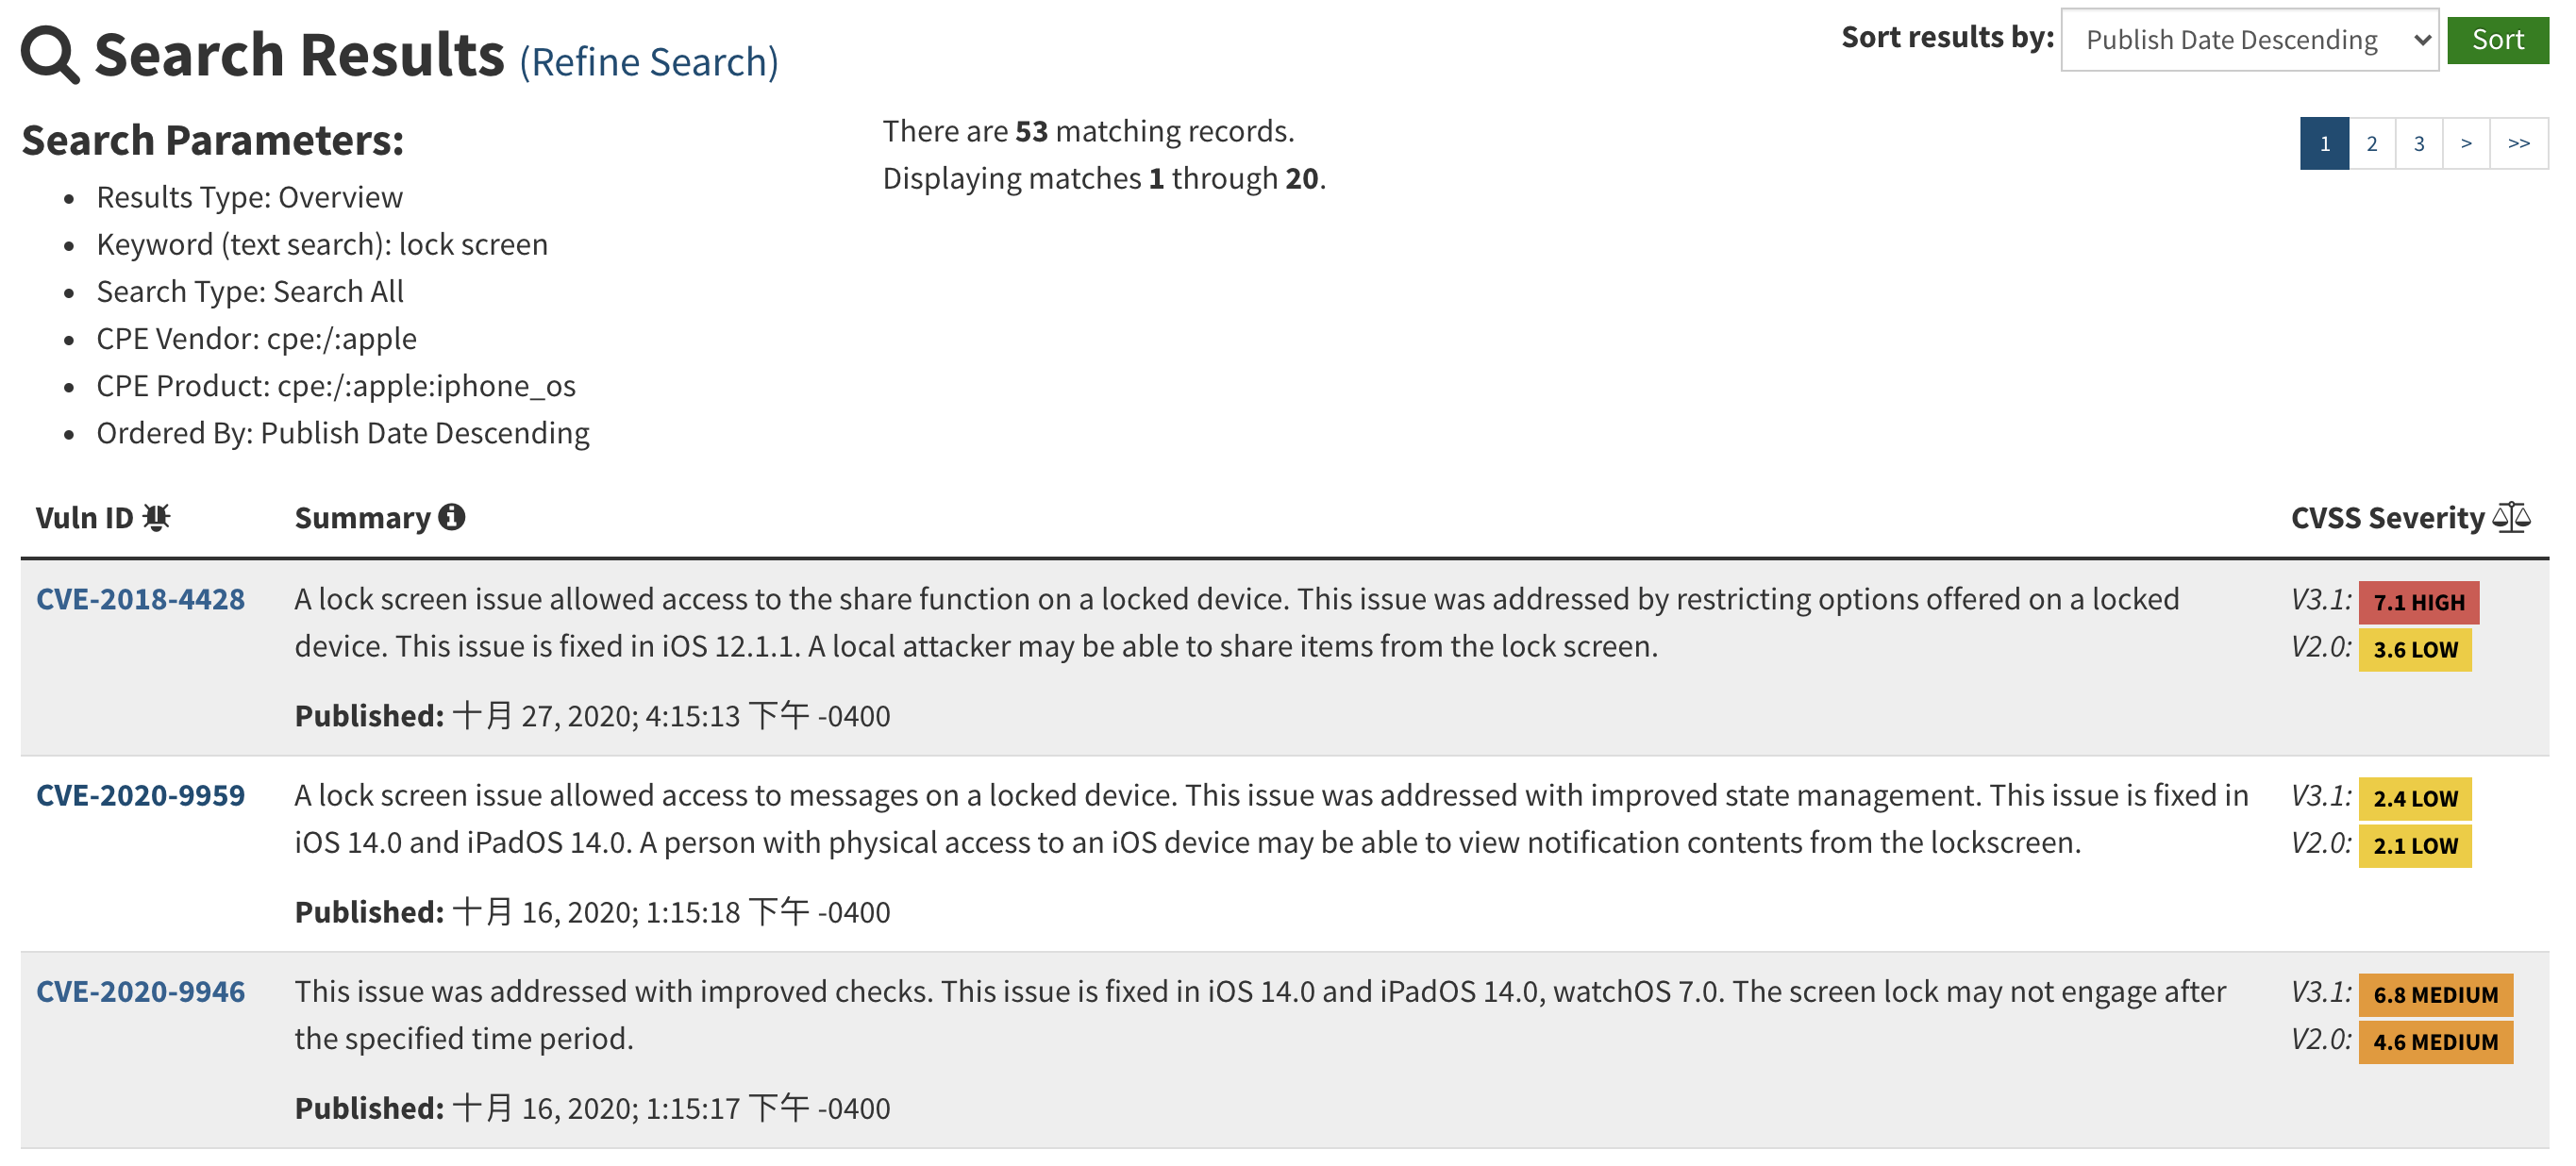 Search Results (Refine Search)
Sort results by: Publish Date Descending Sort
Search Parameters:
• Results Type: Overview
• Keyword (text search): lock screen
• Search Type: Search All
• CPE Vendor: cpe:/:apple
• CPE Product: cpe:/:apple:iphone_os
• Ordered By: Publish Date Descending
There are 53 matching records.
Displaying matches 1 through 20.
1 2 3 > >>
Vuln ID Summary CVSS Severity
CVE-2018-4428
A lock screen issue allowed access to the share function on a locked device. This issue was addressed by restricting options offered on a locked
device. This issue is fixed in iOS 12.1.1. A local attacker may be able to share items from the lock screen.
Published: 十月 27, 2020; 4:15:13 下午 -0400
V3.1: 7.1 HIGH
V2.0: 3.6 LOW
CVE-2020-9959
A lock screen issue allowed access to messages on a locked device. This issue was addressed with improved state management. This issue is fixed in
iOS 14.0 and iPadOS 14.0. A person with physical access to an iOS device may be able to view notification contents from the lockscreen.
Published: 十月 16, 2020; 1:15:18 下午 -0400
V3.1: 2.4 LOW
V2.0: 2.1 LOW
CVE-2020-9946
This issue was addressed with improved checks. This issue is fixed in iOS 14.0 and iPadOS 14.0, watchOS 7.0. The screen lock may not engage after
the specified time period.
Published: 十月 16, 2020; 1:15:17 下午 -0400
V3.1: 6.8 MEDIUM
V2.0: 4.6 MEDIUM